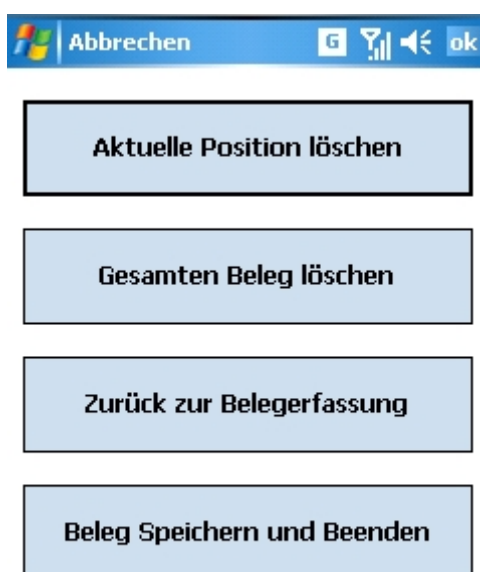 Abbrechen G ok
Aktuelle Position löschen
Gesamten Beleg löschen
Zurück zur Belegerfassung
Beleg Speichern und Beenden